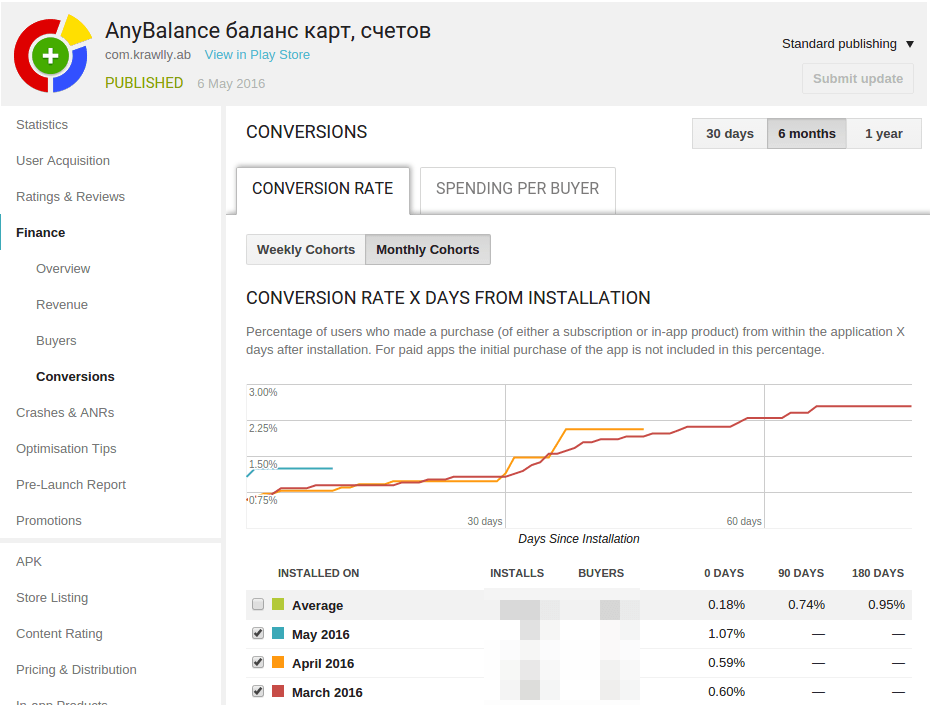 AnyBalance баланс карт, счетов
com.krawlly.ab View in Play Store
PUBLISHED 6 May 2016
Standard publishing ▼
Submit update
Statistics
User Acquisition
Ratings & Reviews
Finance
Overview
Revenue
Buyers
Conversions
Crashes & ANRs
Optimisation Tips
Pre-Launch Report
Promotions
APK
Store Listing
Content Rating
Pricing & Distribution
In-app Products
CONVERSIONS
30 days 6 months 1 year
CONVERSION RATE SPENDING PER BUYER
Weekly Cohorts Monthly Cohorts
CONVERSION RATE X DAYS FROM INSTALLATION
Percentage of users who made a purchase (of either a subscription or in-app product) from within the application X
days after installation. For paid apps the initial purchase of the app is not included in this percentage.
3.00%
2.25%
1.50%
0.75%
30 days 60 days
Days Since Installation
INSTALLED ON INSTALLS BUYERS 0 DAYS 90 DAYS 180 DAYS
Average 0.18% 0.74% 0.95%
May 2016 1.07% — —
April 2016 0.59% — —
March 2016 0.60% — —